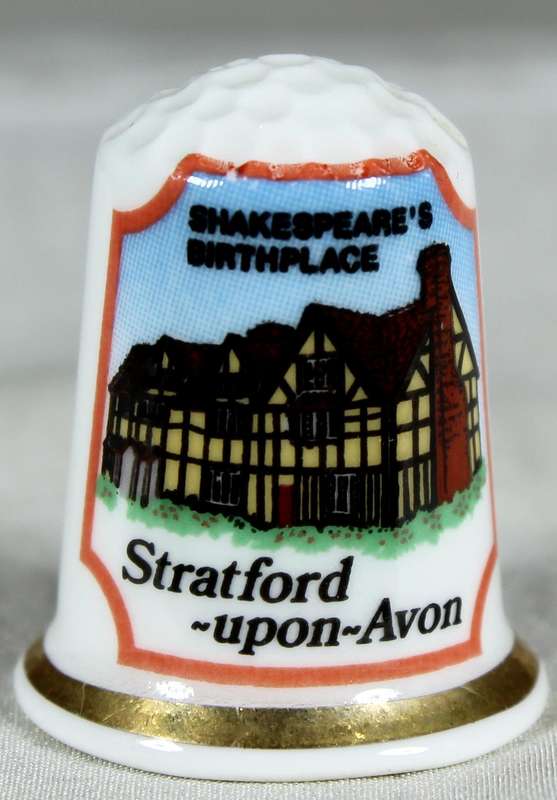 SHAKESPEARE'S
BIRTHPLACE
Stratford
~upon~Avon